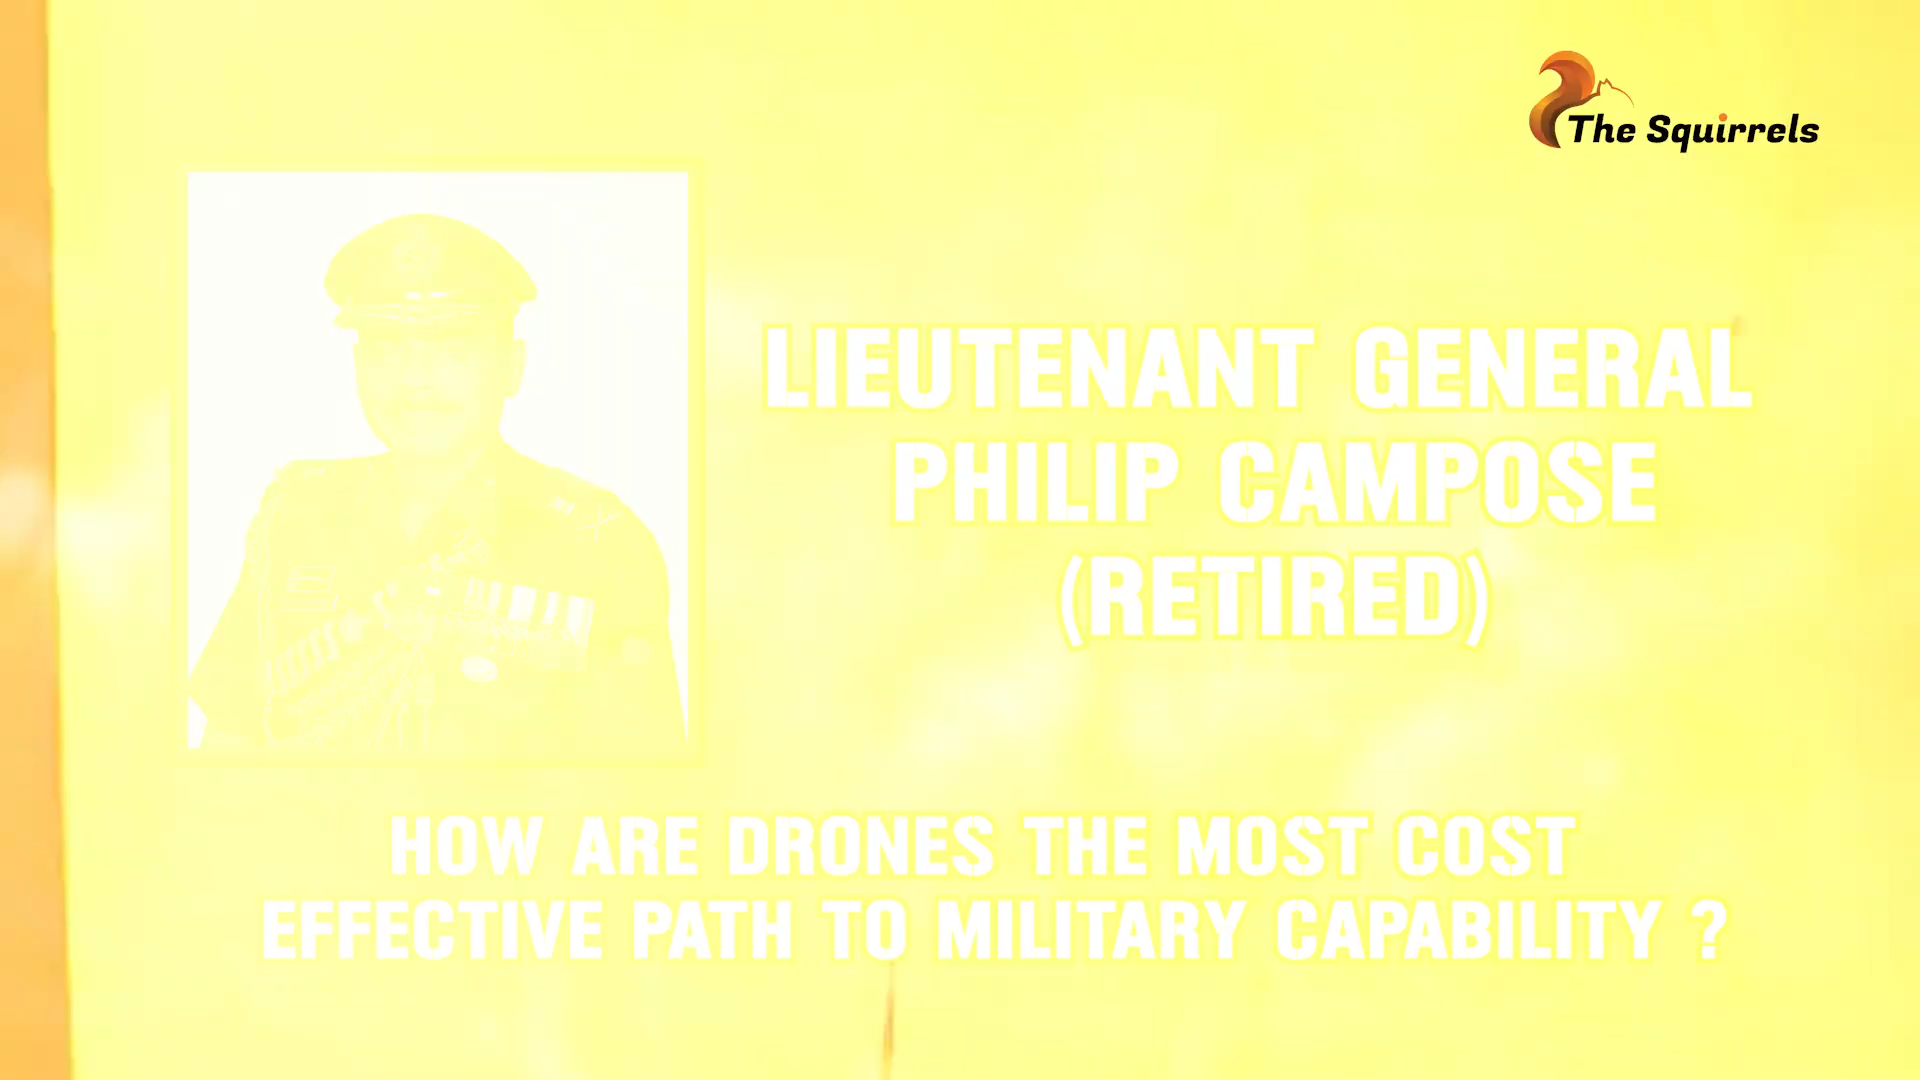 The Squirrels
LIEUTENANT GENERAL
PHILIP CAMPOSE
(RETIRED)
HOW ARE DRONES THE MOST COST
EFFECTIVE PATH TO MILITARY CAPABILITY ?